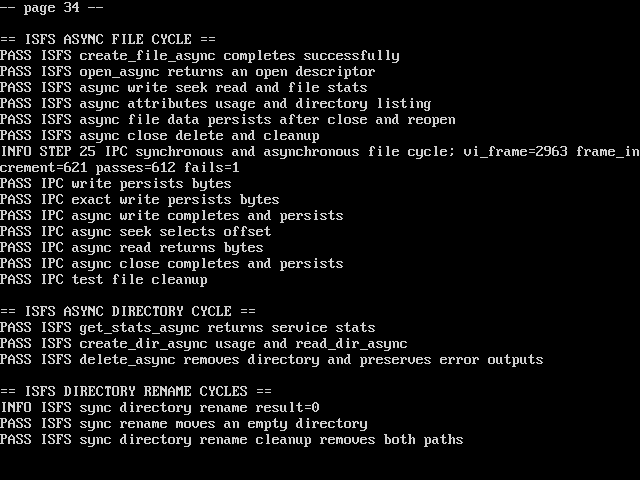 -- page 34 --
== ISFS ASYNC FILE CYCLE ==
PASS ISFS create_file_async completes successfully
PASS ISFS open_async returns an open descriptor
PASS ISFS async write seek read and file stats
PASS ISFS async attributes usage and directory listing
PASS ISFS async file data persists after close and reopen
PASS ISFS async close delete and cleanup
INFO STEP 25 IPC synchronous and asynchronous file cycle; vi_frame=2963 frame_in
crement=621 passes=612 fails=1
PASS IPC write persists bytes
PASS IPC exact write persists bytes
PASS IPC async write completes and persists
PASS IPC async seek selects offset
PASS IPC async read returns bytes
PASS IPC async close completes and persists
PASS IPC test file cleanup
== ISFS ASYNC DIRECTORY CYCLE ==
PASS ISFS get_stats_async returns service stats
PASS ISFS create_dir_async usage and read_dir_async
PASS ISFS delete_async removes directory and preserves error outputs
== ISFS DIRECTORY RENAME CYCLES ==
INFO ISFS sync directory rename result=0
PASS ISFS sync rename moves an empty directory
PASS ISFS sync directory rename cleanup removes both paths